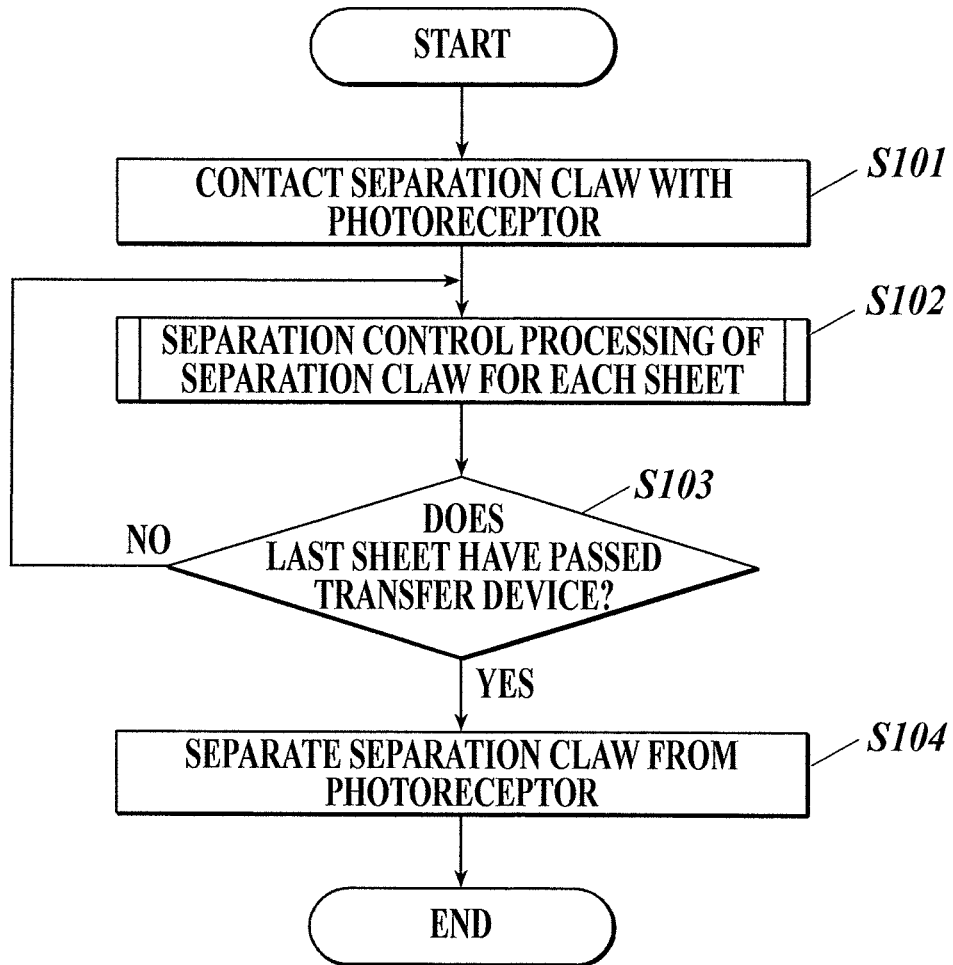 START
CONTACT SEPARATION CLAW WITH
PHOTORECEPTOR
S101
SEPARATION CONTROL PROCESSING OF
SEPARATION CLAW FOR EACH SHEET
S102
DOES
LAST SHEET HAVE PASSED
TRANSFER DEVICE?
S103
NO
YES
SEPARATE SEPARATION CLAW FROM
PHOTORECEPTOR
S104
END